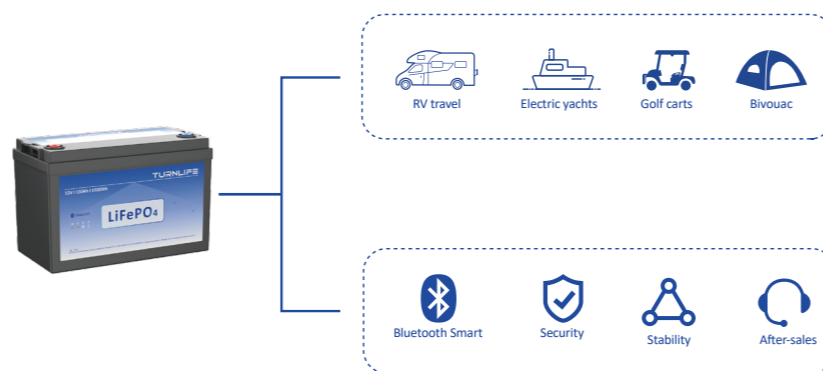 RV travel
Electric yachts
Golf carts
Bivouac
TURNLIFE
LiFePO4
Bluetooth Smart
Security
Stability
After-sales